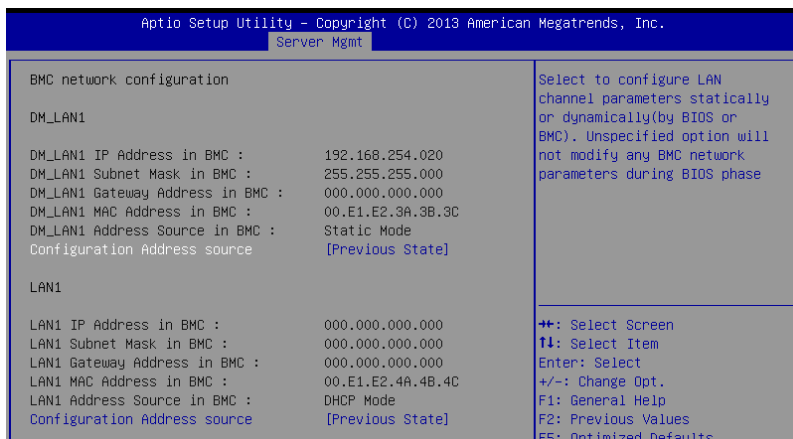 Aptio Setup Utility – Copyright (C) 2013 American Megatrends, Inc.
Server Mgmt
BMC network configuration
DM_LAN1
DM_LAN1 IP Address in BMC : 192.168.254.020
DM_LAN1 Subnet Mask in BMC : 255.255.255.000
DM_LAN1 Gateway Address in BMC : 000.000.000.000
DM_LAN1 MAC Address in BMC : 00.E1.E2.3A.3B.3C
DM_LAN1 Address Source in BMC : Static Mode
Configuration Address source [Previous State]
LAN1
LAN1 IP Address in BMC : 000.000.000.000
LAN1 Subnet Mask in BMC : 000.000.000.000
LAN1 Gateway Address in BMC : 000.000.000.000
LAN1 MAC Address in BMC : 00.E1.E2.4A.4B.4C
LAN1 Address Source in BMC : DHCP Mode
Configuration Address source [Previous State]
Select to configure LAN
channel parameters statically
or dynamically(by BIOS or
BMC). Unspecified option will
not modify any BMC network
parameters during BIOS phase
→←: Select Screen
↑↓: Select Item
Enter: Select
+/-: Change Opt.
F1: General Help
F2: Previous Values
F5: Optimized Defaults